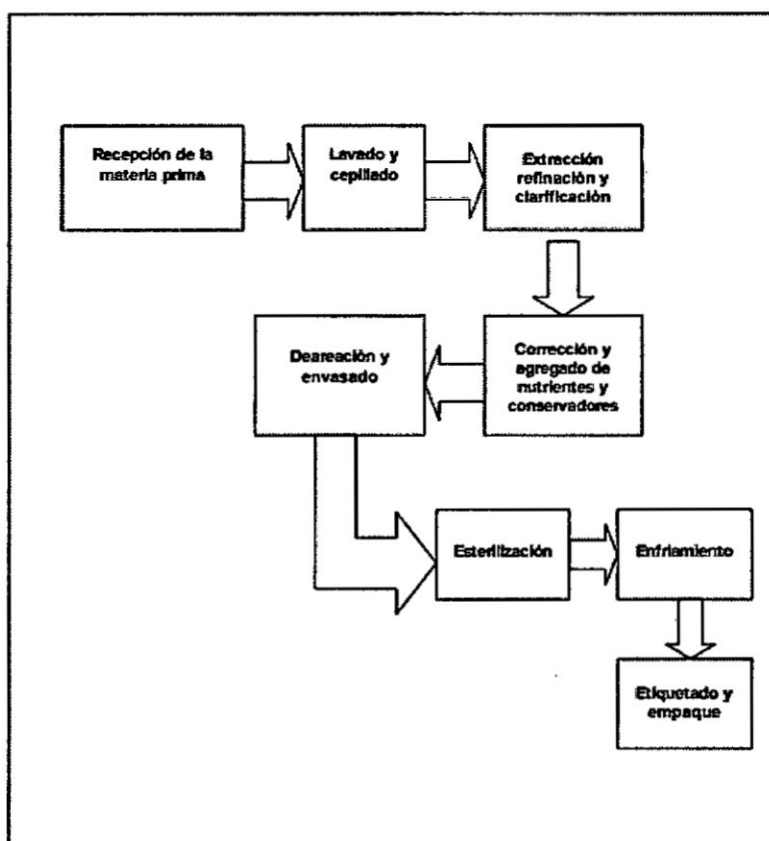 Recepción de la
materia prima
Lavado y
cepillado
Extracción
refinación y
clarificación
Corrección y
agregado de
nutrientes y
conservadores
Deareación y
envasado
Esterilización
Enfriamiento
Etiquetado y
empaque